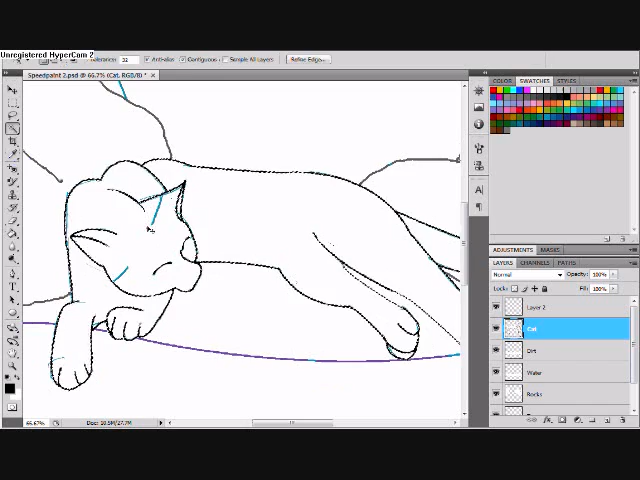 Unregistered HyperCam 2
Tolerance: 32 Anti-alias Contiguous Sample All Layers Refine Edge...
Speedpaint 2.psd @ 66.7% (Cat, RGB/8) *
COLOR SWATCHES STYLES
ADJUSTMENTS MASKS
LAYERS CHANNELS PATHS
Normal Opacity: 100%
Lock: Fill: 100%
Layer 2
Cat
Dirt
Water
Rocks
66.67% Doc: 10.5M/27.7M